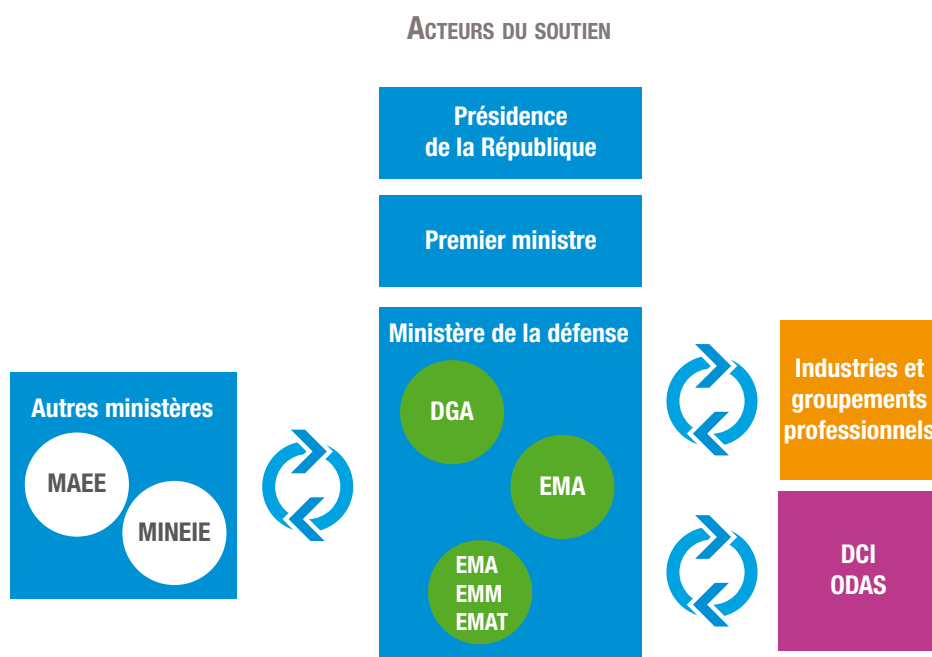 Acteurs du soutien
Présidence
de la République
Premier ministre
Ministère de la défense
DGA
EMA
EMA
EMM
EMAT
Autres ministères
MAEE
MINEIE
Industries et
groupements
professionnels
DCI
ODAS